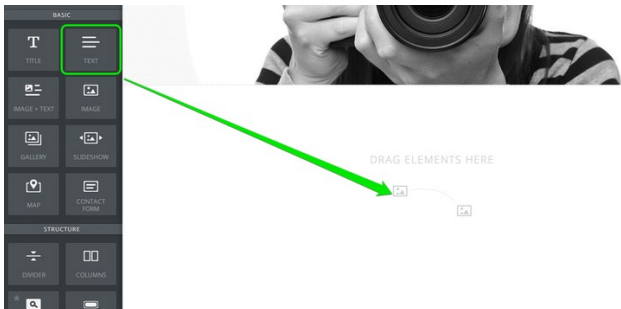 BASIC
TITLE
TEXT
IMAGE + TEXT
IMAGE
GALLERY
SLIDESHOW
MAP
CONTACT
FORM
STRUCTURE
DIVIDER
COLUMNS
DRAG ELEMENTS HERE